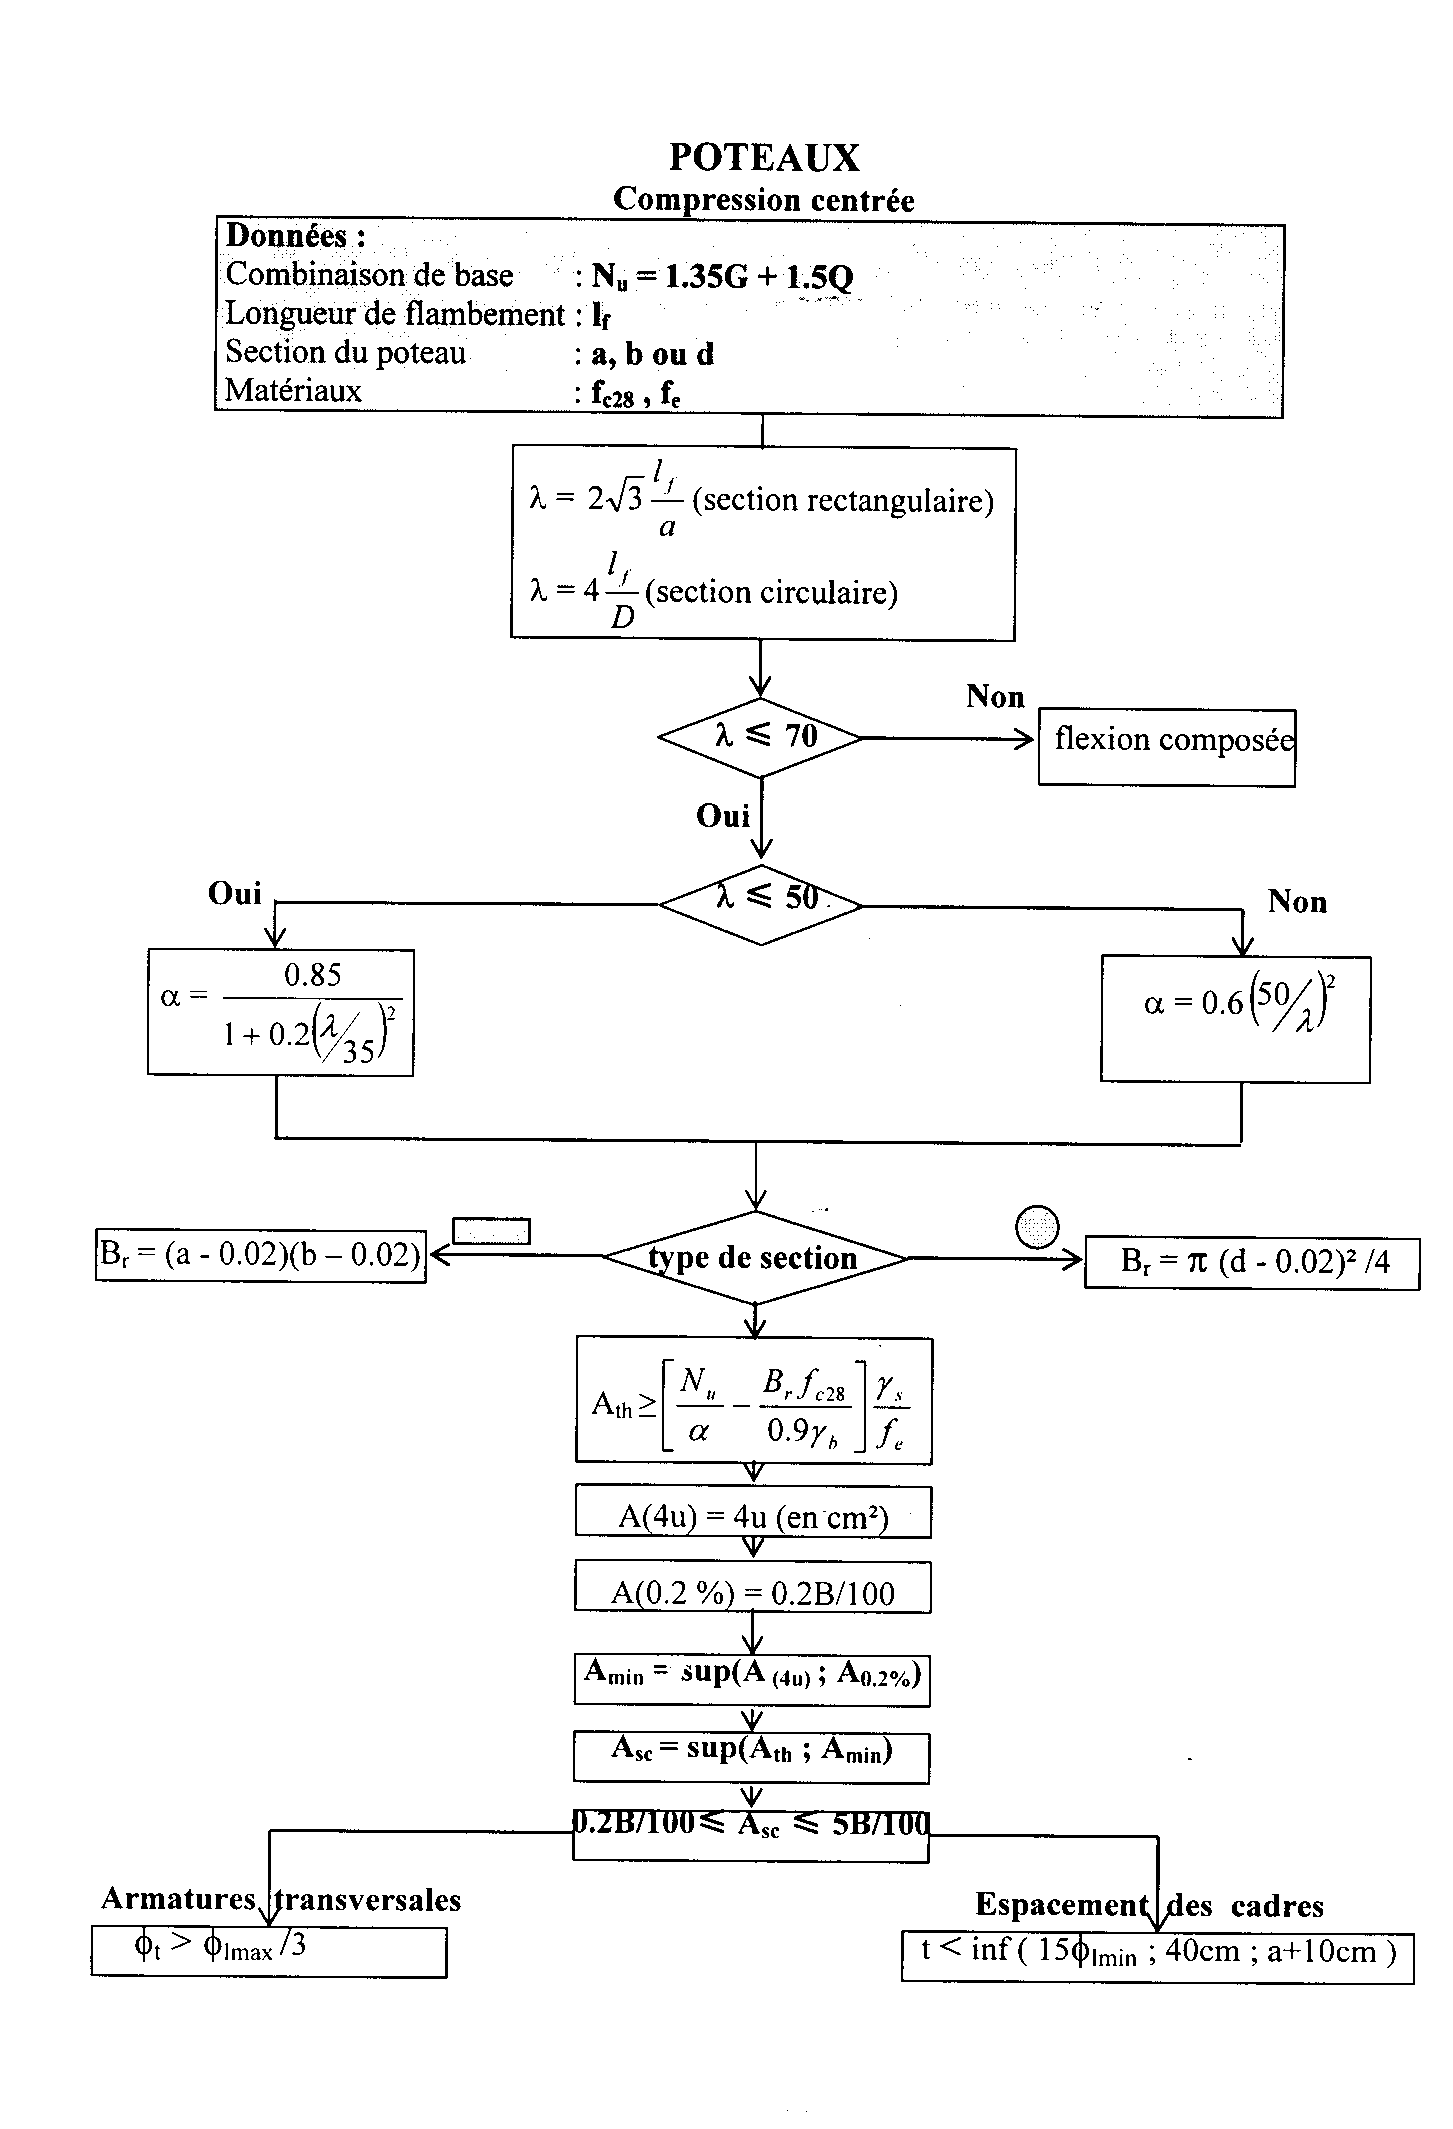 POTEAUX
Compression centrée
Données :
Combinaison de base : Nu = 1.35G + 1.5Q
Longueur de flambement : lf
Section du poteau : a, b ou d
Matériaux : fc28 , fe
λ = 2√3 lf/a (section rectangulaire)
λ = 4 lf/D (section circulaire)
λ ⩽ 70
Non
flexion composée
Oui
λ ⩽ 50
Oui
Non
α = 0.85 / (1 + 0.2(λ/35)²)
α = 0.6(50/λ)²
type de section
Br = (a - 0.02)(b – 0.02)
Br = π (d - 0.02)² /4
Ath ≥ [Nu/α − Br fc28/0.9γb] γs/fe
A(4u) = 4u (en cm²)
A(0.2 %) = 0.2B/100
Amin = sup(A (4u) ; A0.2%)
Asc = sup(Ath ; Amin)
0.2B/100 ⩽ Asc ⩽ 5B/100
Armatures transversales
ϕt > ϕlmax /3
Espacement des cadres
t < inf ( 15ϕlmin ; 40cm ; a+10cm )